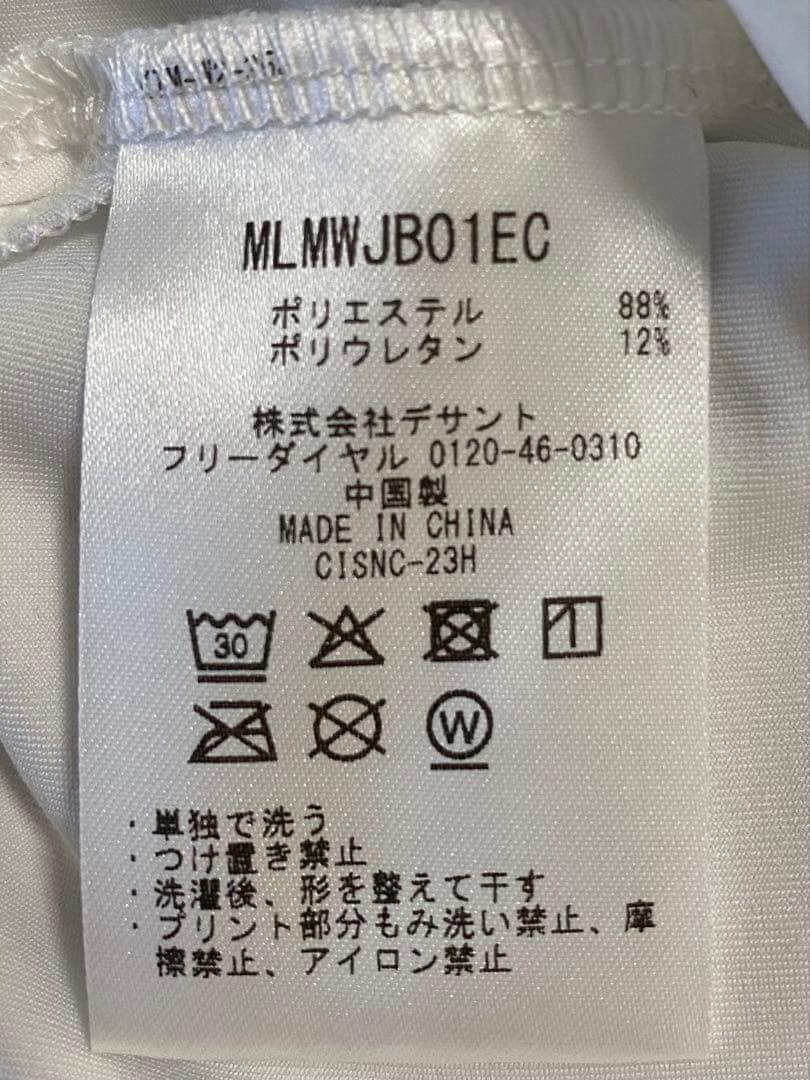 MLMWJB01EC
ポリエステル 88%
ポリウレタン 12%
株式会社デサント
フリーダイヤル 0120-46-0310
中国製
MADE IN CHINA
CISNC-23H
30
W
・単独で洗う
・つけ置き禁止
・洗濯後、形を整えて干す
・プリント部分もみ洗い禁止、摩
擦禁止、アイロン禁止